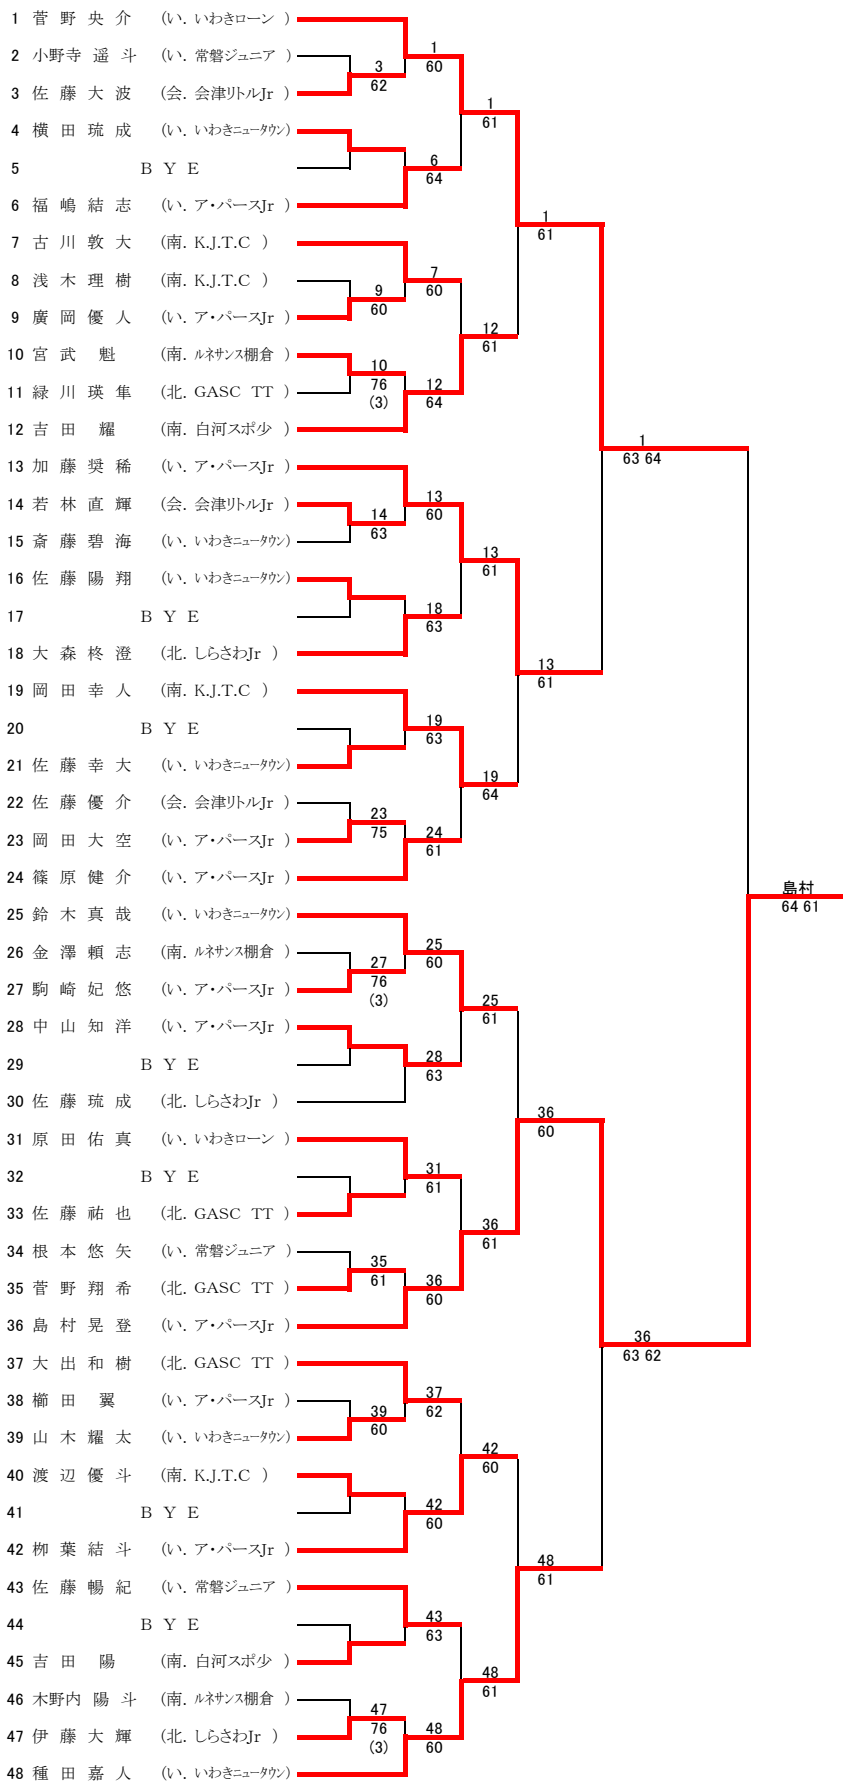 1 菅野央介 (い. いわきローン )
2 小野寺遥斗 (い. 常磐ジュニア )
3 佐藤大波 (会. 会津リトルJr )
4 横田琉成 (い. いわきニュータウン)
5 BYE
6 福嶋結志 (い. ア・パースJr )
7 古川敦大 (南. K.J.T.C )
8 浅木理樹 (南. K.J.T.C )
9 廣岡優人 (い. ア・パースJr )
10 宮武魁 (南. ルネサンス棚倉 )
11 緑川瑛隼 (北. GASC TT )
12 吉田耀 (南. 白河スポ少 )
13 加藤奨稀 (い. ア・パースJr )
14 若林直輝 (会. 会津リトルJr )
15 斎藤碧海 (い. いわきニュータウン)
16 佐藤陽翔 (い. いわきニュータウン)
17 BYE
18 大森柊澄 (北. しらさわJr )
19 岡田幸人 (南. K.J.T.C )
20 BYE
21 佐藤幸大 (い. いわきニュータウン)
22 佐藤優介 (会. 会津リトルJr )
23 岡田大空 (い. ア・パースJr )
24 篠原健介 (い. ア・パースJr )
25 鈴木真哉 (い. いわきニュータウン)
26 金澤頼志 (南. ルネサンス棚倉 )
27 駒崎妃悠 (い. ア・パースJr )
28 中山知洋 (い. ア・パースJr )
29 BYE
30 佐藤琉成 (北. しらさわJr )
31 原田佑真 (い. いわきローン )
32 BYE
33 佐藤祐也 (北. GASC TT )
34 根本悠矢 (い. 常磐ジュニア )
35 菅野翔希 (北. GASC TT )
36 島村晃登 (い. ア・パースJr )
37 大出和樹 (北. GASC TT )
38 櫛田翼 (い. ア・パースJr )
39 山木耀太 (い. いわきニュータウン)
40 渡辺優斗 (南. K.J.T.C )
41 BYE
42 栁葉結斗 (い. ア・パースJr )
43 佐藤暢紀 (い. 常磐ジュニア )
44 BYE
45 吉田陽 (南. 白河スポ少 )
46 木野内陽斗 (南. ルネサンス棚倉 )
47 伊藤大輝 (北. しらさわJr )
48 種田嘉人 (い. いわきニュータウン)
3
62
9
60
10
76
(3)
14
63
23
75
27
76
(3)
35
61
39
60
47
76
(3)
1
60
6
64
7
60
12
64
13
60
18
63
19
63
24
61
25
60
28
63
31
61
36
60
37
62
42
60
43
63
48
60
1
61
12
61
13
61
19
64
25
61
36
61
42
60
48
61
1
61
13
61
36
60
48
61
1
63 64
36
63 62
島村
64 61